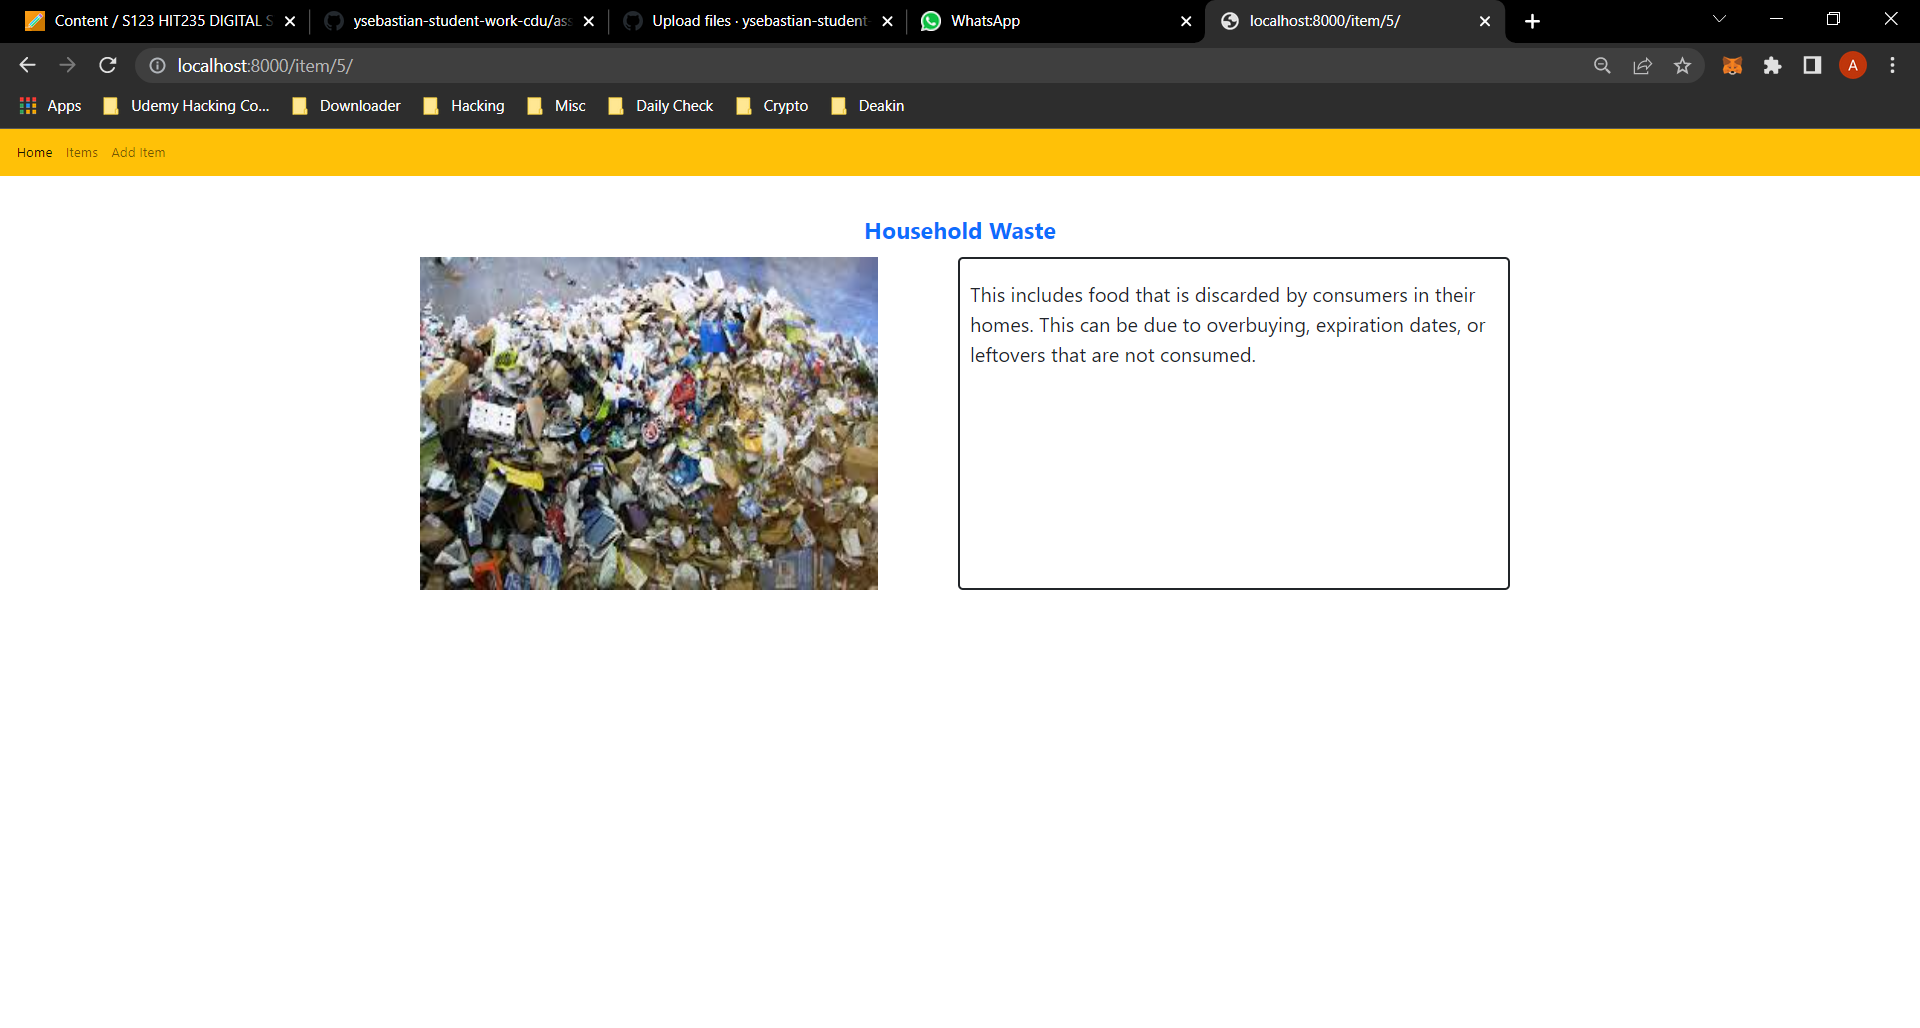 Content / S123 HIT235 DIGITAL S
ysebastian-student-work-cdu/ass
Upload files · ysebastian-student-
WhatsApp
localhost:8000/item/5/
localhost:8000/item/5/
A
Apps
Udemy Hacking Co...
Downloader
Hacking
Misc
Daily Check
Crypto
Deakin
Home
Items
Add Item
Household Waste
This includes food that is discarded by consumers in their
homes. This can be due to overbuying, expiration dates, or
leftovers that are not consumed.